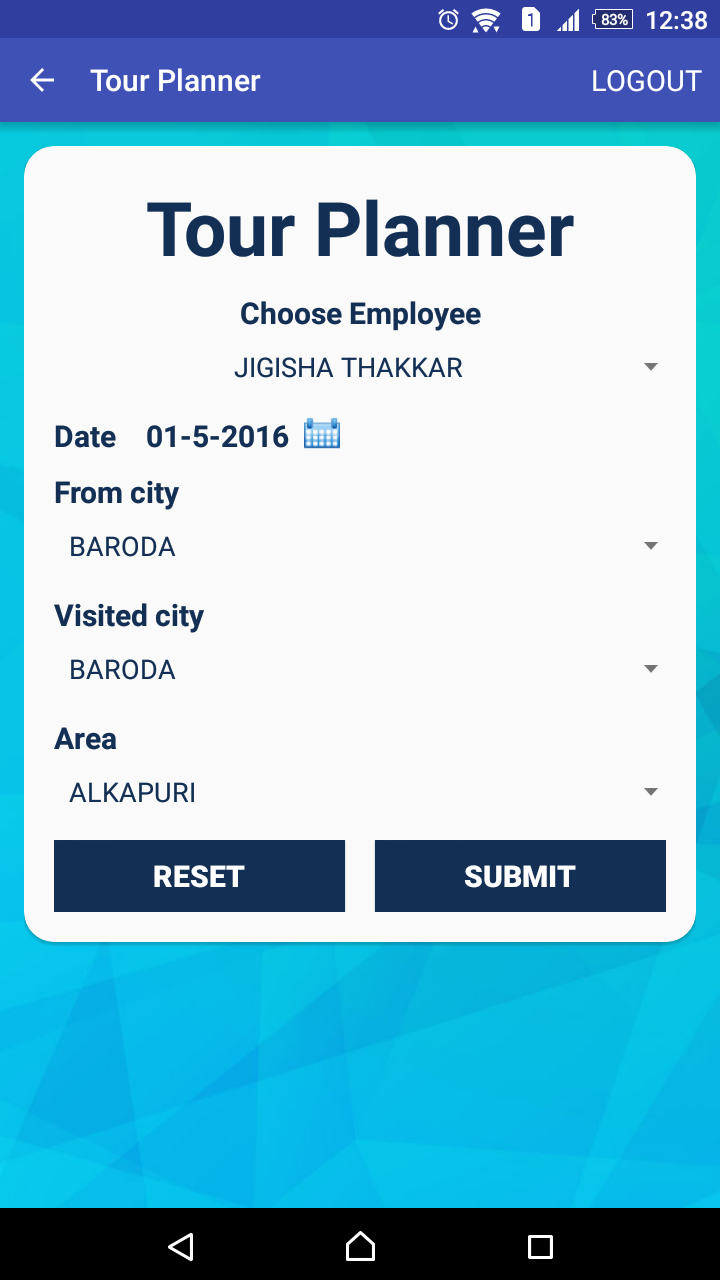 1 83% 12:38
Tour Planner LOGOUT
Tour Planner
Choose Employee
JIGISHA THAKKAR
Date 01-5-2016
From city
BARODA
Visited city
BARODA
Area
ALKAPURI
RESET SUBMIT